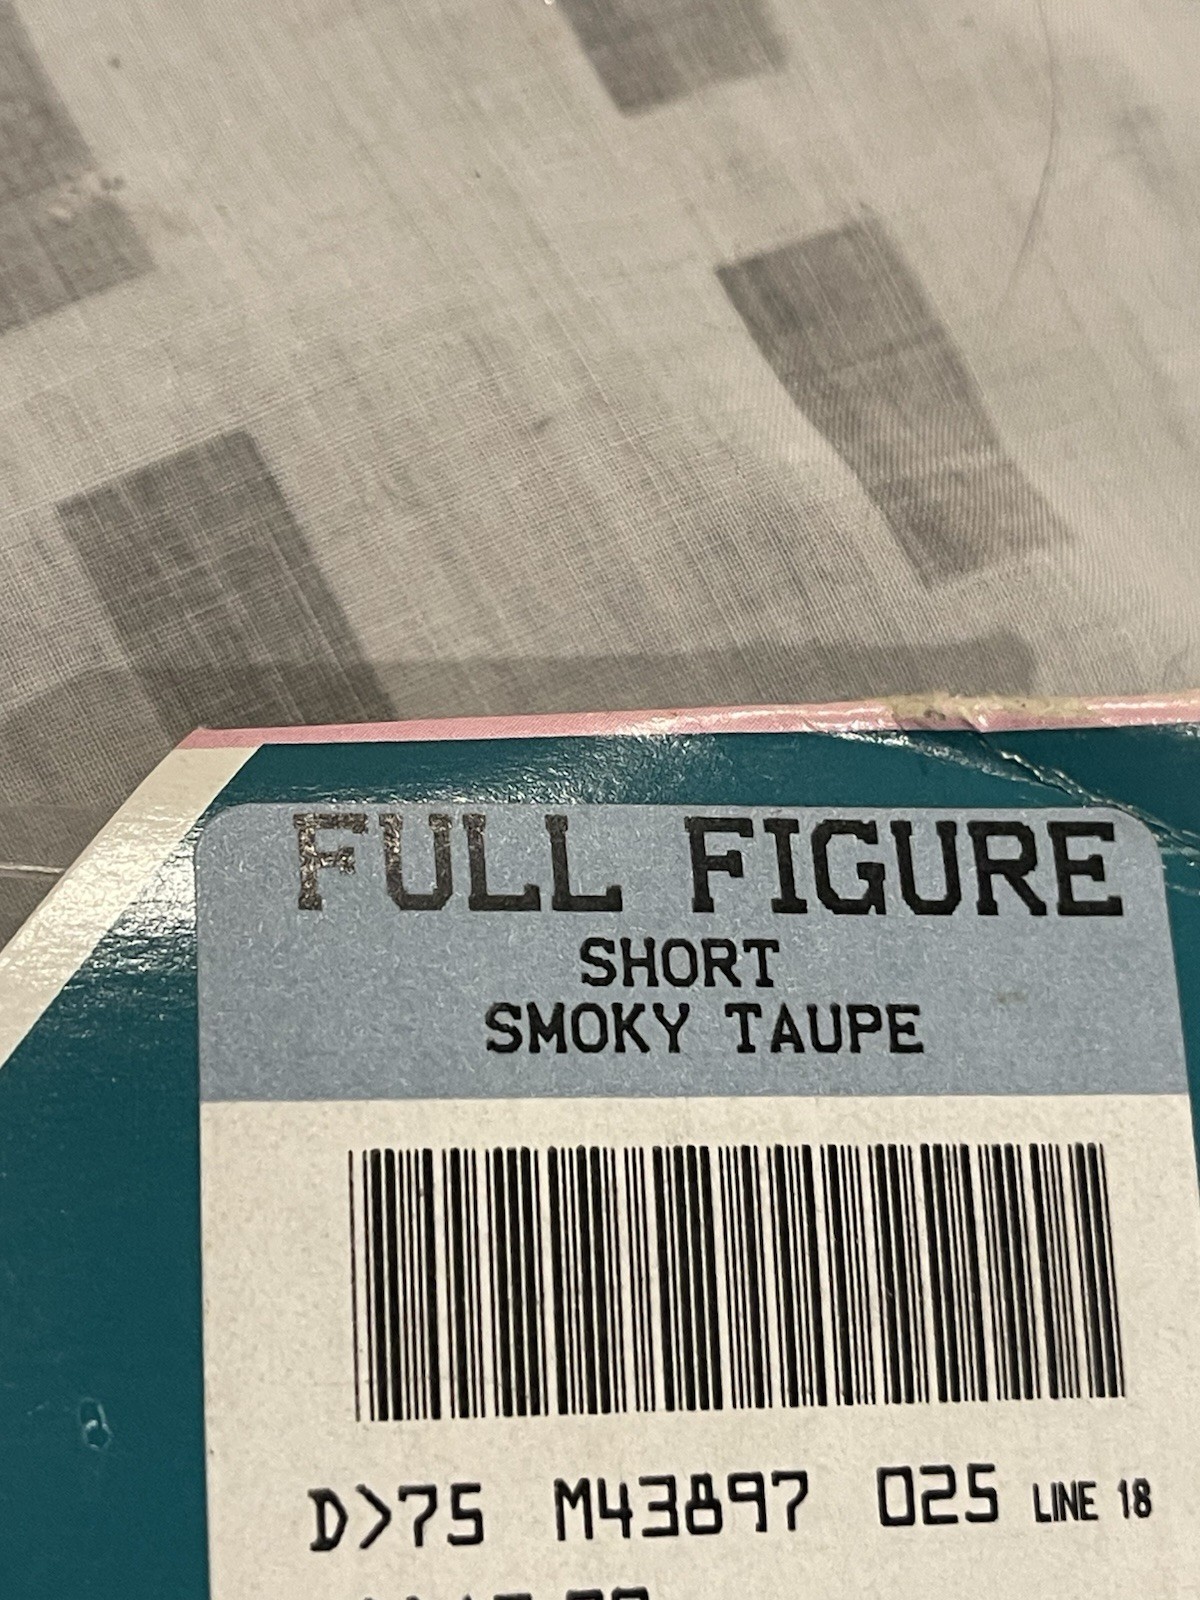 FULL FIGURE
SHORT
SMOKY TAUPE
D>75 M43897 025 LINE 18